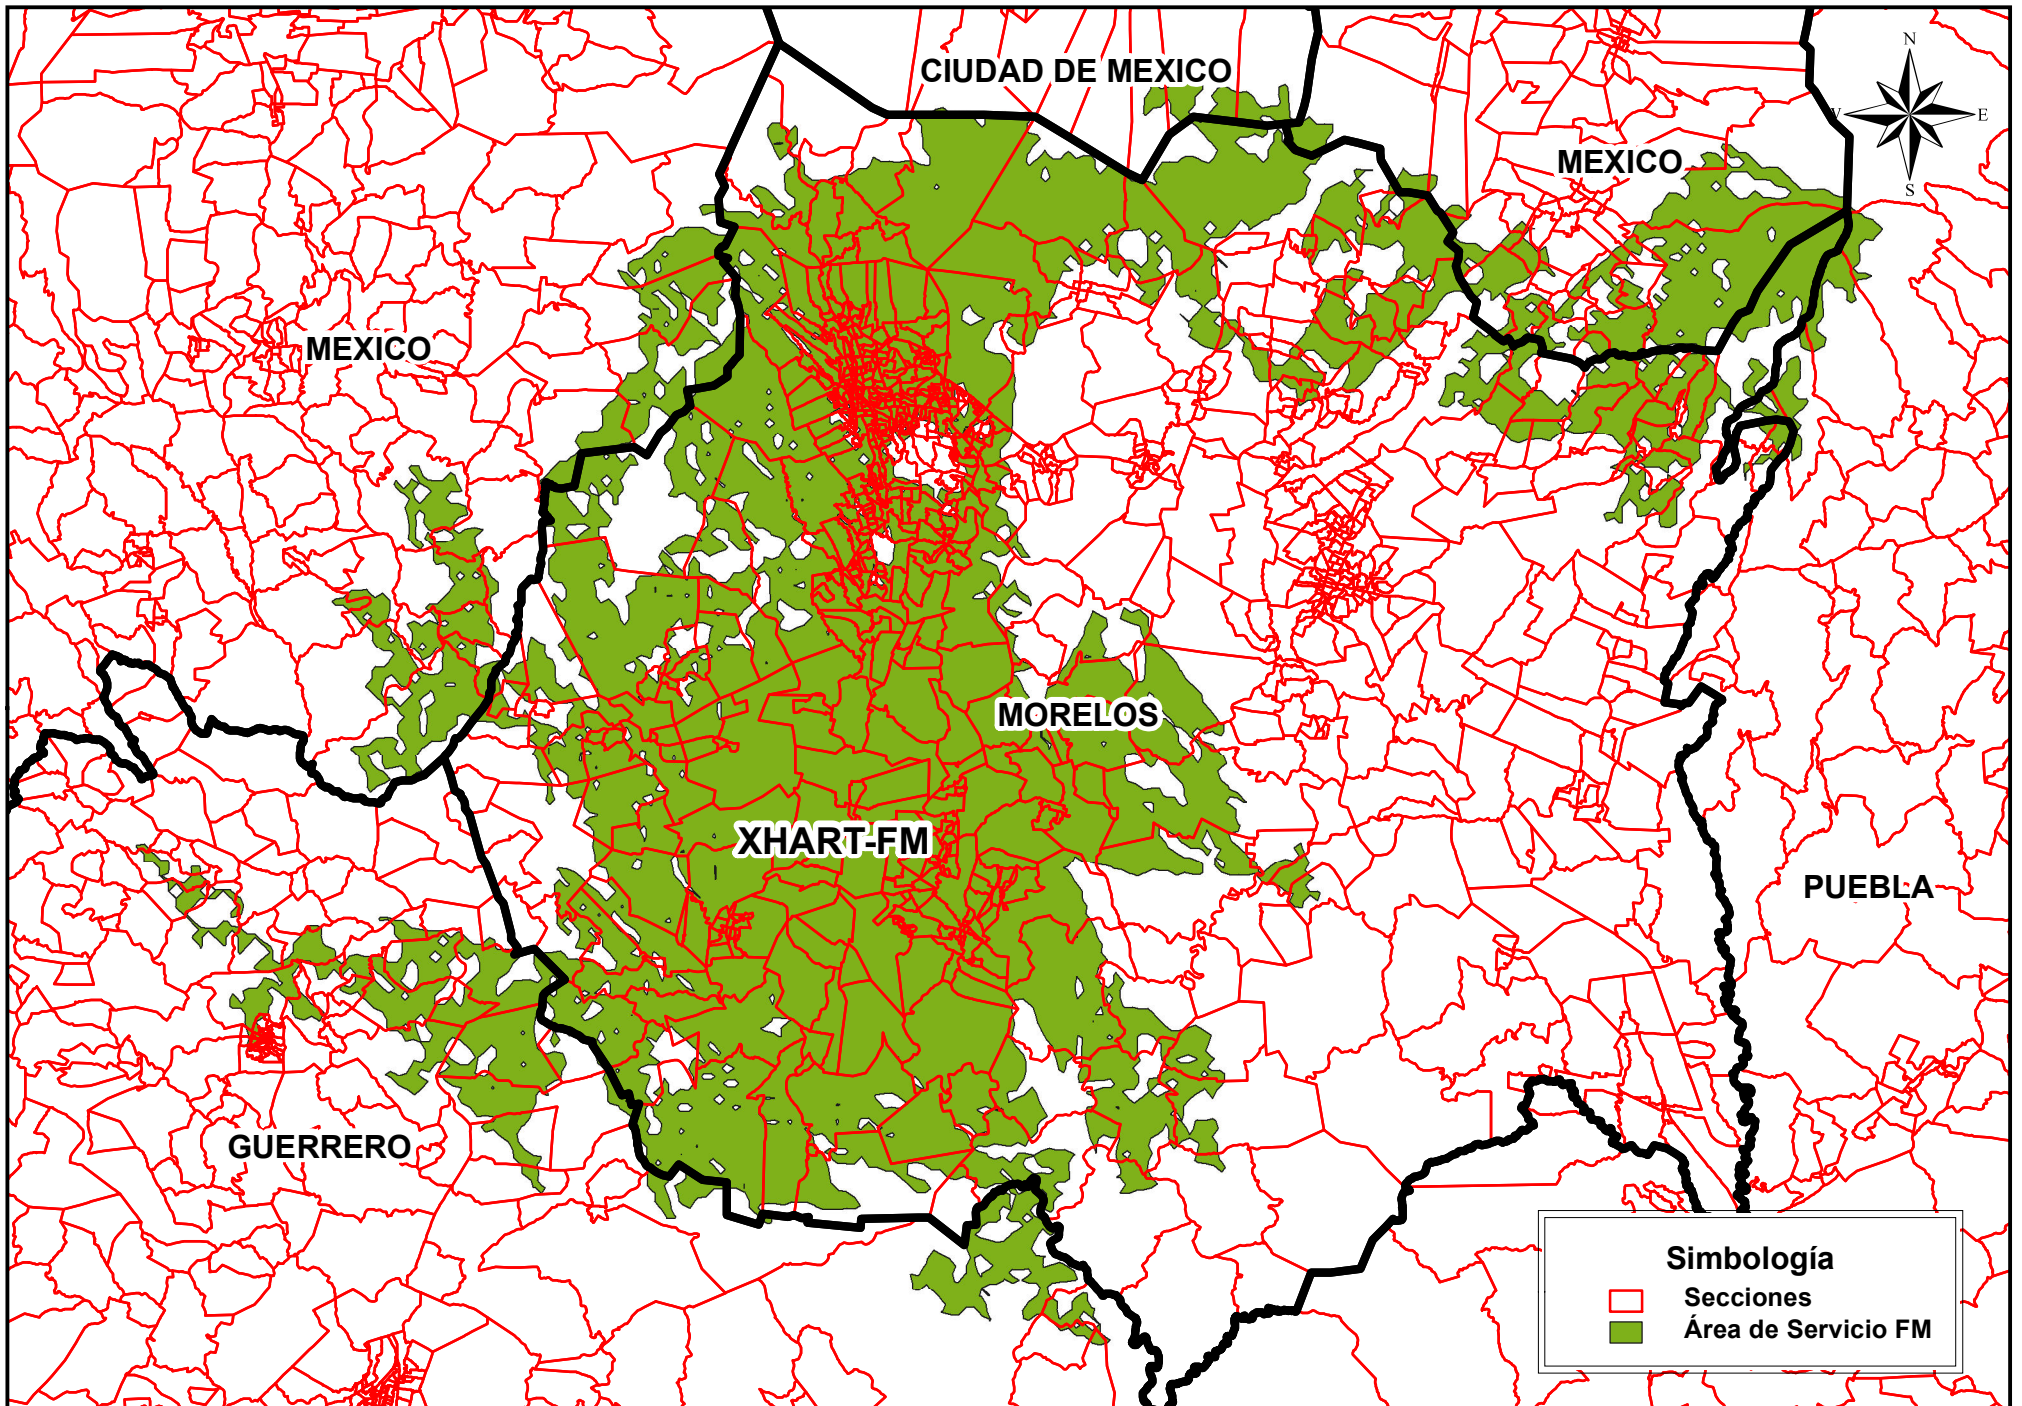 CIUDAD DE MEXICO
N
V
E
S
MEXICO
MEXICO
MORELOS
XHART-FM
PUEBLA
GUERRERO
Simbología
Secciones
Área de Servicio FM